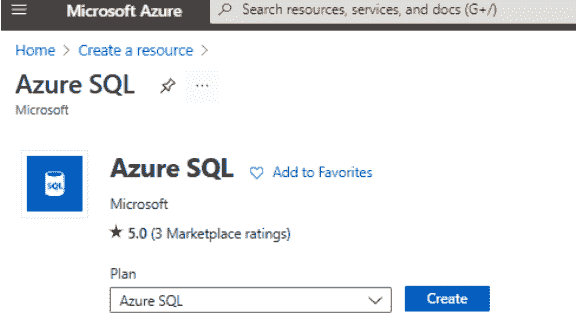 Microsoft Azure
Search resources, services, and docs (G+/)
Home > Create a resource >
Azure SQL
...
Microsoft
SQL
Azure SQL
Add to Favorites
Microsoft
★ 5.0 (3 Marketplace ratings)
Plan
Azure SQL
Create